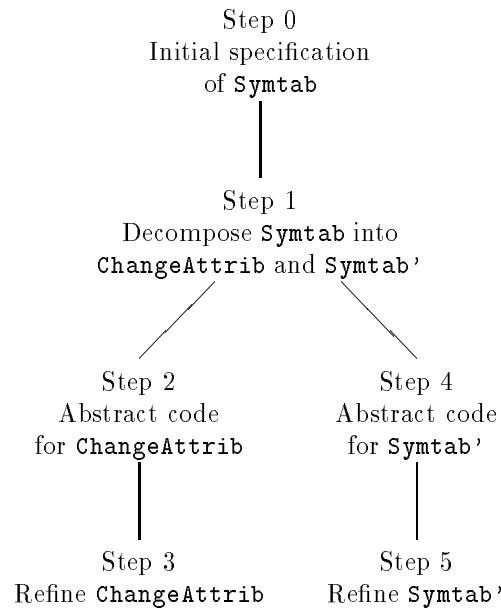 Step 0
Initial specification
of Symtab
Step 1
Decompose Symtab into
ChangeAttrib and Symtab'
Step 2
Abstract code
for ChangeAttrib
Step 4
Abstract code
for Symtab'
Step 3
Refine ChangeAttrib
Step 5
Refine Symtab'